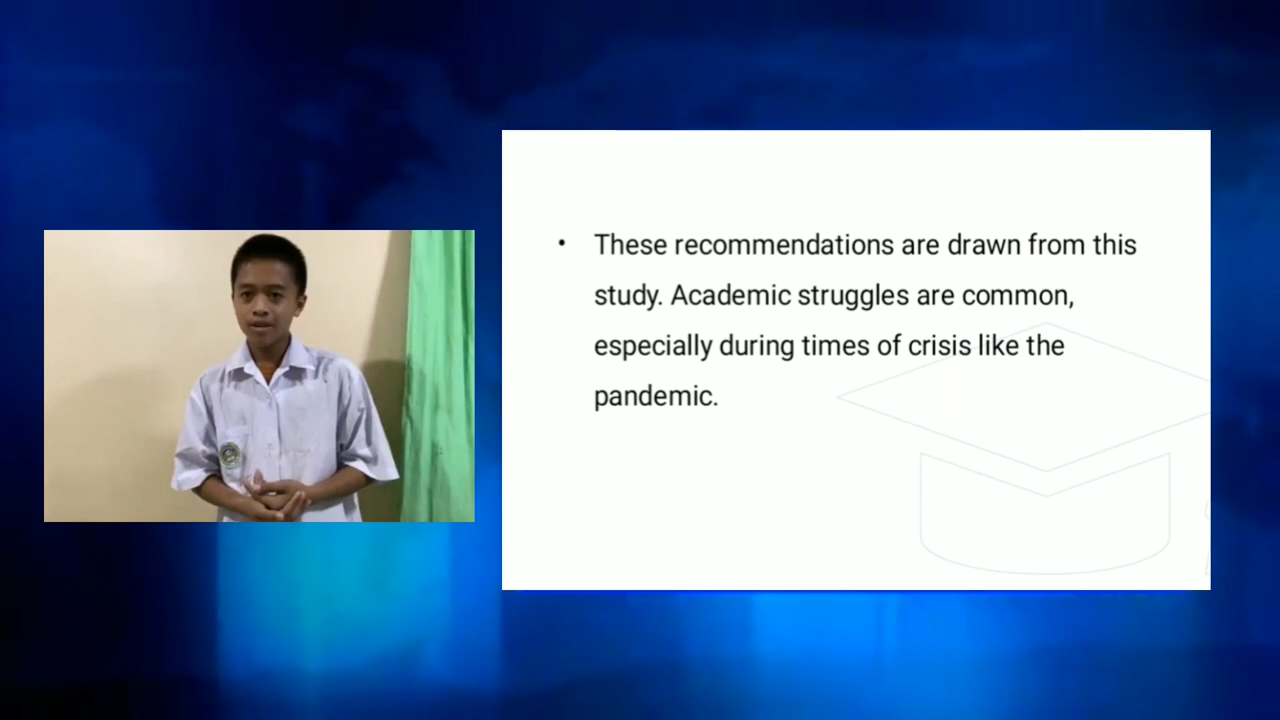 • These recommendations are drawn from this
study. Academic struggles are common,
especially during times of crisis like the
pandemic.